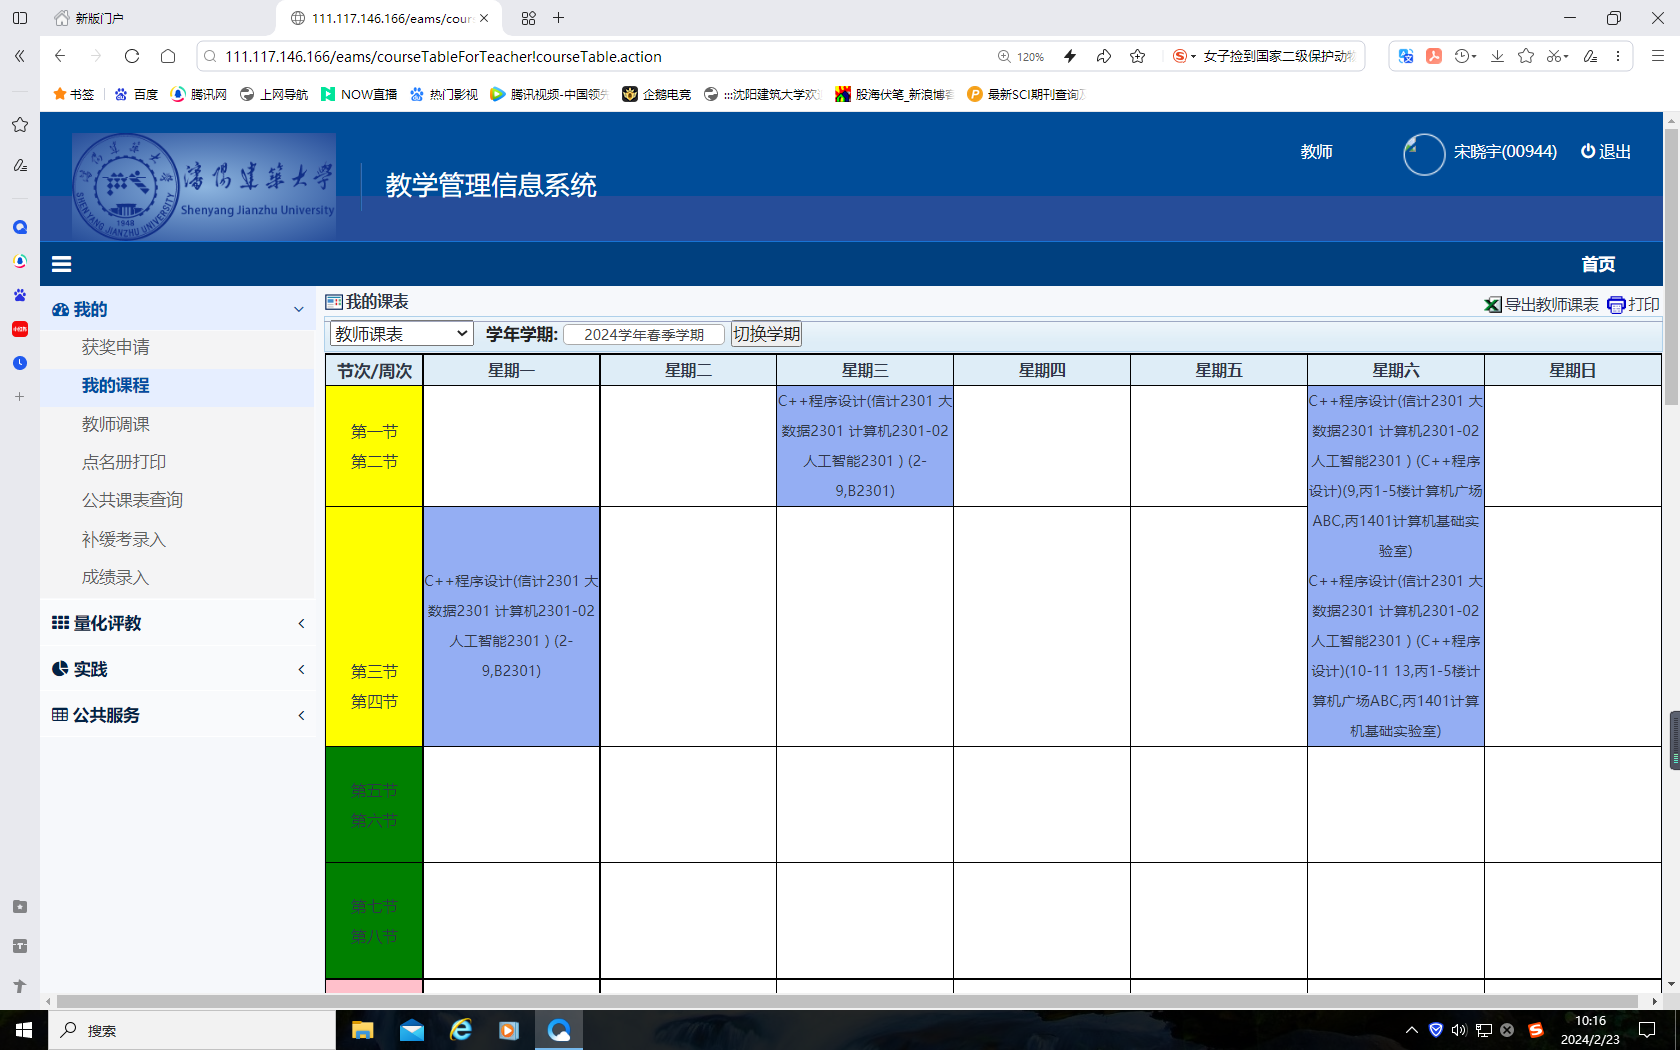 新版门户
111.117.146.166/eams/cour
111.117.146.166/eams/courseTableForTeacher!courseTable.action
120%
女子捡到国家二级保护动
书签
百度
腾讯网
上网导航
NOW直播
热门影视
腾讯视频-中国领先
企鹅电竞
:::沈阳建筑大学欢迎
股海伏笔_新浪博客
最新SCI期刊查询及
瀋陽建築大學
Shenyang Jianzhu University
SHENYANG JIANZHU UNIVERSITY
1948
教学管理信息系统
教师
宋晓宇(00944)
退出
首页
我的
获奖申请
我的课程
教师调课
点名册打印
公共课表查询
补缓考录入
成绩录入
量化评教
实践
公共服务
我的课表
导出教师课表
打印
教师课表
学年学期:
2024学年春季学期
切换学期
节次/周次
星期一
星期二
星期三
星期四
星期五
星期六
星期日
第一节
第二节
C++程序设计(信计2301 大
数据2301 计算机2301-02
人工智能2301 ) (2-
9,B2301)
C++程序设计(信计2301 大
数据2301 计算机2301-02
人工智能2301 ) (C++程序
设计)(9,丙1-5楼计算机广场
ABC,丙1401计算机基础实
验室)
C++程序设计(信计2301 大
数据2301 计算机2301-02
人工智能2301 ) (C++程序
设计)(10-11 13,丙1-5楼计
算机广场ABC,丙1401计算
机基础实验室)
第三节
第四节
C++程序设计(信计2301 大
数据2301 计算机2301-02
人工智能2301 ) (2-
9,B2301)
第五节
第六节
第七节
第八节
搜索
10:16
2024/2/23